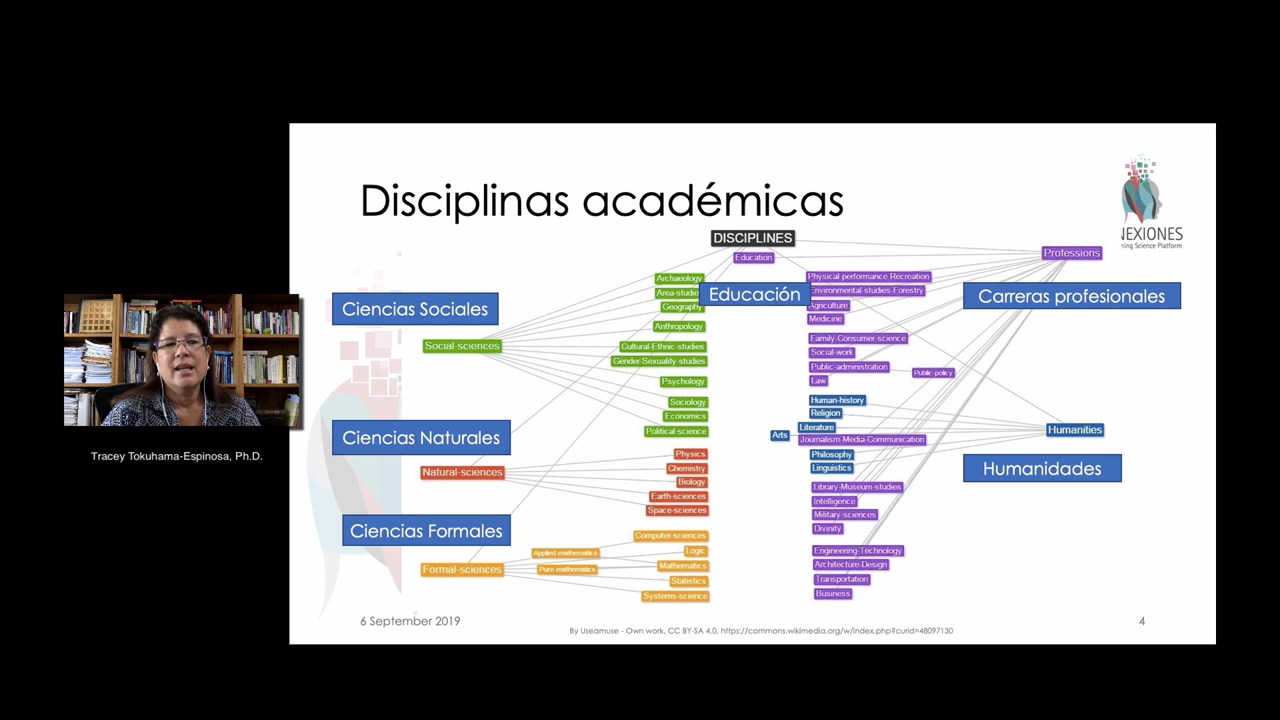 Disciplinas académicas
NEXIONES
ning Science Platform
DISCIPLINES
Education
Professions
Educación
Carreras profesionales
Ciencias Sociales
Social-sciences
Archaeology
Area-studie
Geography
Anthropology
Cultural-Ethnic-studies
Gender-Sexuality-studies
Psychology
Sociology
Economics
Political-science
Ciencias Naturales
Natural-sciences
Physics
Chemistry
Biology
Earth-sciences
Space-sciences
Ciencias Formales
Formal-sciences
Applied-mathematics
Pure-mathematics
Computer-sciences
Logic
Mathematics
Statistics
Systems-science
Physical-performance-Recreation
Environmental-studies-Forestry
Agriculture
Medicine
Family-Consumer-science
Social-work
Public-administration
Public-policy
Law
Human-history
Religion
Literature
Arts
Journalism-Media-Communication
Philosophy
Linguistics
Humanities
Humanidades
Library-Museum-studies
Intelligence
Military-sciences
Divinity
Engineering-Technology
Architecture-Design
Transportation
Business
Tracey Tokuhama-Espinosa, Ph.D.
6 September 2019
By Useamuse - Own work, CC BY-SA 4.0, https://commons.wikimedia.org/w/index.php?curid=48097130
4